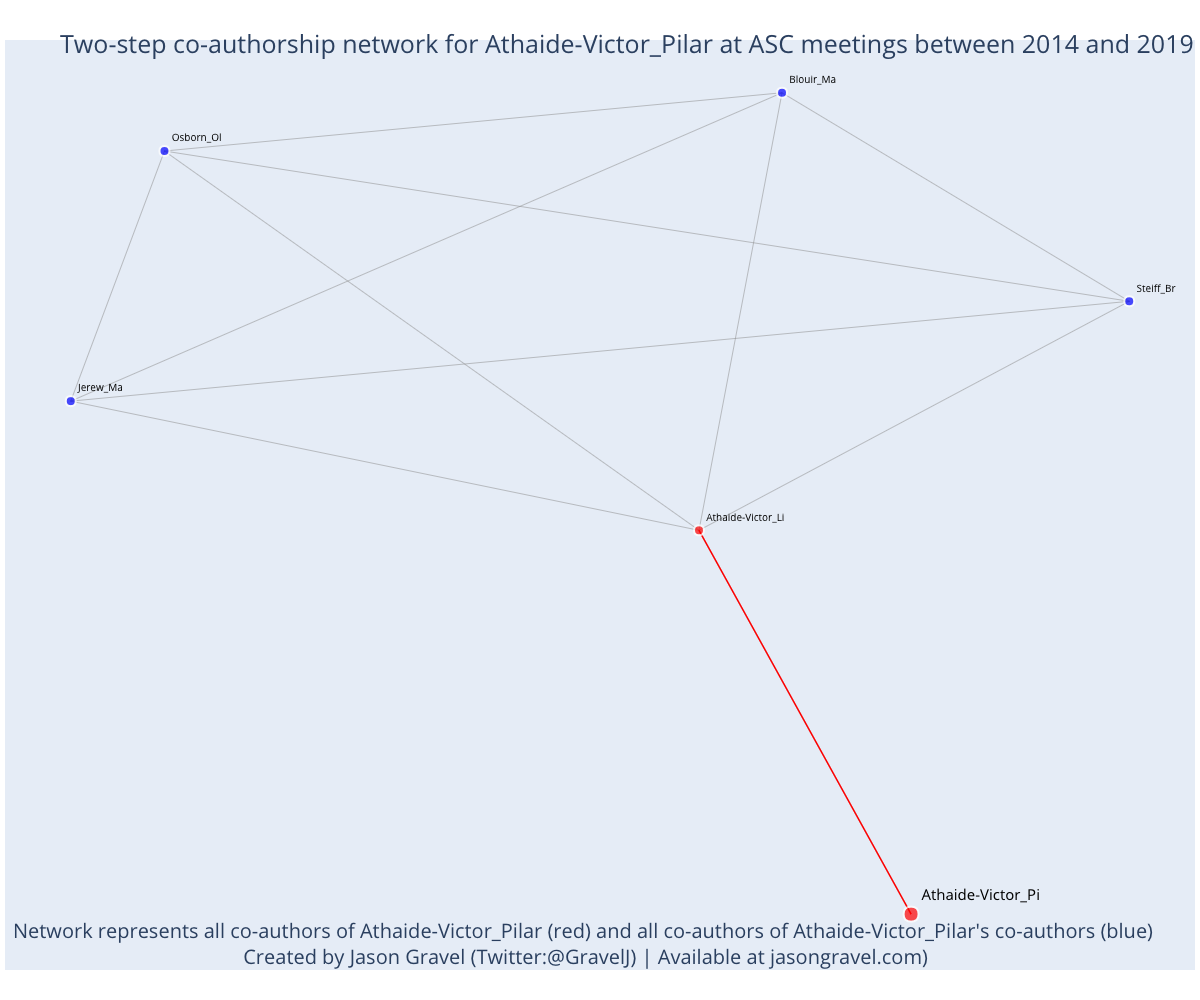 Two-step co-authorship network for Athaide-Victor_Pilar at ASC meetings between 2014 and 2019
Blouir_Ma
Osborn_Ol
Steiff_Br
Jerew_Ma
Athaide-Victor_Li
Athaide-Victor_Pi
Network represents all co-authors of Athaide-Victor_Pilar (red) and all co-authors of Athaide-Victor_Pilar's co-authors (blue)
Created by Jason Gravel (Twitter:@GravelJ) | Available at jasongravel.com)